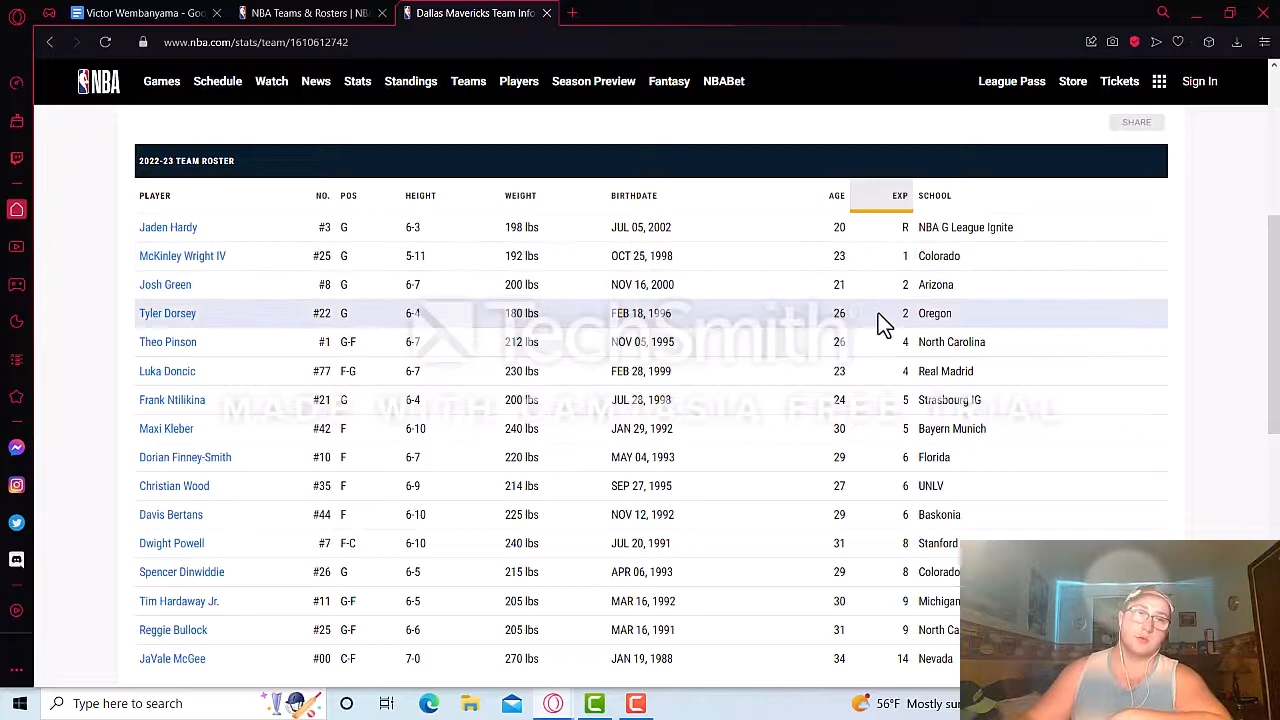 Victor Wembanyama - Goo
NBA Teams & Rosters | NB
Dallas Mavericks Team Info
www.nba.com/stats/team/1610612742
NBA Games Schedule Watch News Stats Standings Teams Players Season Preview Fantasy NBABet League Pass Store Tickets Sign In
SHARE
2022-23 TEAM ROSTER
PLAYER NO. POS HEIGHT WEIGHT BIRTHDATE AGE EXP SCHOOL
Jaden Hardy #3 G 6-3 198 lbs JUL 05, 2002 20 R NBA G League Ignite
McKinley Wright IV #25 G 5-11 192 lbs OCT 25, 1998 23 1 Colorado
Josh Green #8 G 6-7 200 lbs NOV 16, 2000 21 2 Arizona
Tyler Dorsey #22 G 6-4 180 lbs FEB 18, 1996 26 2 Oregon
TechSmith
Theo Pinson #1 G-F 6-7 212 lbs NOV 05, 1995 26 4 North Carolina
Luka Doncic #77 F-G 6-7 230 lbs FEB 28, 1999 23 4 Real Madrid
Frank Ntilikina #21 G 6-4 200 lbs JUL 28, 1998 24 5 Strasbourg IG
MADE WITH CAMTASIA FREE TRIAL
Maxi Kleber #42 F 6-10 240 lbs JAN 29, 1992 30 5 Bayern Munich
Dorian Finney-Smith #10 F 6-7 220 lbs MAY 04, 1993 29 6 Florida
Christian Wood #35 F 6-9 214 lbs SEP 27, 1995 27 6 UNLV
Davis Bertans #44 F 6-10 225 lbs NOV 12, 1992 29 6 Baskonia
Dwight Powell #7 F-C 6-10 240 lbs JUL 20, 1991 31 8 Stanford
Spencer Dinwiddie #26 G 6-5 215 lbs APR 06, 1993 29 8 Colorado
Tim Hardaway Jr. #11 G-F 6-5 205 lbs MAR 16, 1992 30 9 Michigan
Reggie Bullock #25 G-F 6-6 205 lbs MAR 16, 1991 31 9 North Ca
JaVale McGee #00 C-F 7-0 270 lbs JAN 19, 1988 34 14 Nevada
Type here to search
56°F Mostly su